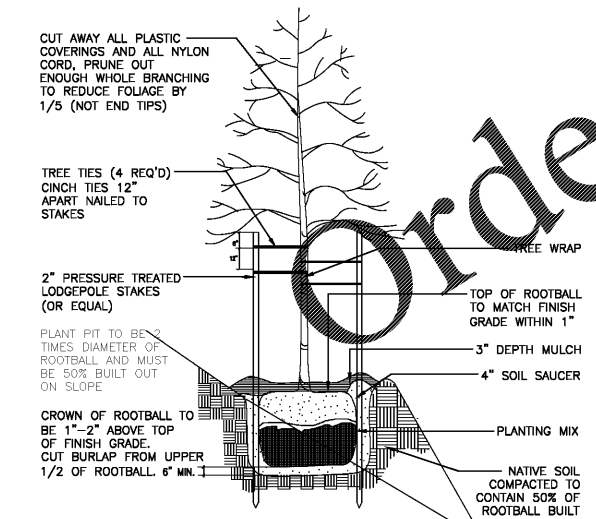 CUT AWAY ALL PLASTIC
COVERINGS AND ALL NYLON
CORD, PRUNE OUT
ENOUGH WHOLE BRANCHING
TO REDUCE FOLIAGE BY
1/5 (NOT END TIPS)
TREE TIES (4 REQ'D)
CINCH TIES 12"
APART NAILED TO
STAKES
2" PRESSURE TREATED
LODGEPOLE STAKES
(OR EQUAL)
PLANT PIT TO BE 2
TIMES DIAMETER OF
ROOTBALL AND MUST
BE 50% BUILT OUT
ON SLOPE
CROWN OF ROOTBALL TO
BE 1"-2" ABOVE TOP
OF FINISH GRADE.
CUT BURLAP FROM UPPER
1/2 OF ROOTBALL. 6" MIN.
12"
Orde
TREE WRAP
TOP OF ROOTBALL
TO MATCH FINISH
GRADE WITHIN 1"
3" DEPTH MULCH
4" SOIL SAUCER
PLANTING MIX
NATIVE SOIL
COMPACTED TO
CONTAIN 50% OF
ROOTBALL BUILT